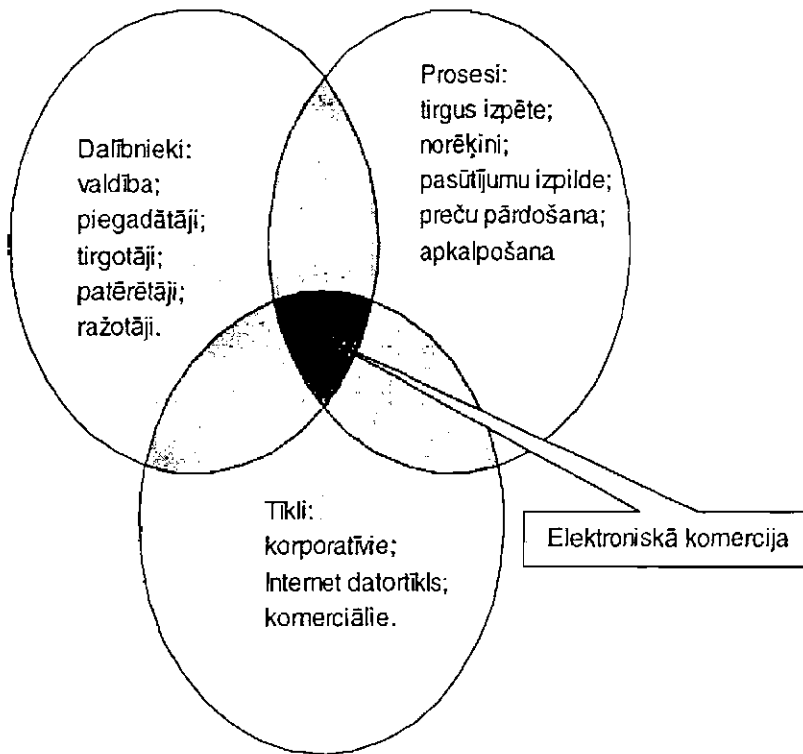 Dalībnieki:
valdība;
piegadātāji;
tirgotāji;
patērētāji;
ražotāji.
Prosesi:
tirgus izpēte;
norēķini;
pasūtījumu izpilde;
preču pārdošana;
apkalpošana
Tīkli:
korporatīvie;
Internet datortīkls;
komerciālie.
Elektroniskā komercija